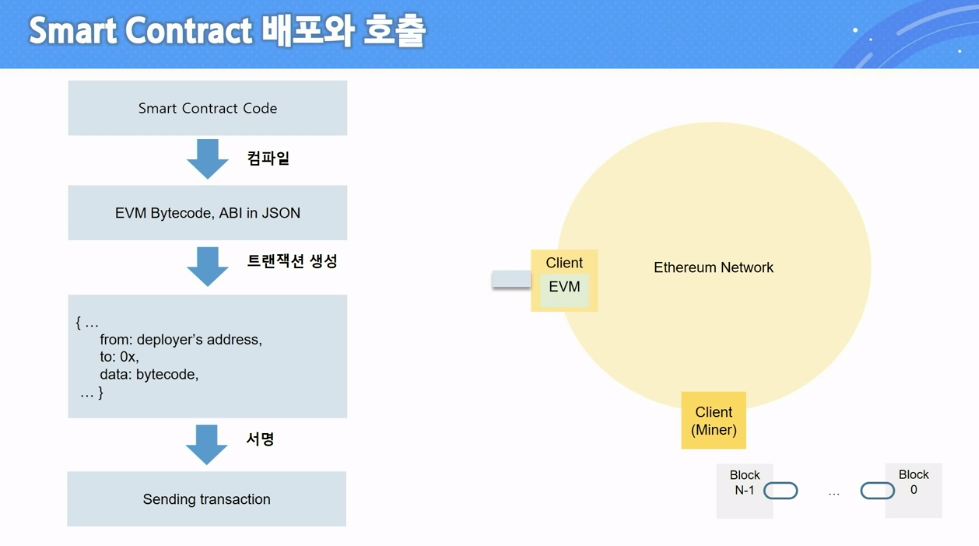 Smart Contract 배포와 호출
Smart Contract Code
컴파일
EVM Bytecode, ABI in JSON
트랜잭션 생성
{ …
from: deployer’s address,
to: 0x,
data: bytecode,
… }
서명
Sending transaction
Client
EVM
Ethereum Network
Client
(Miner)
Block
N-1
…
Block
0